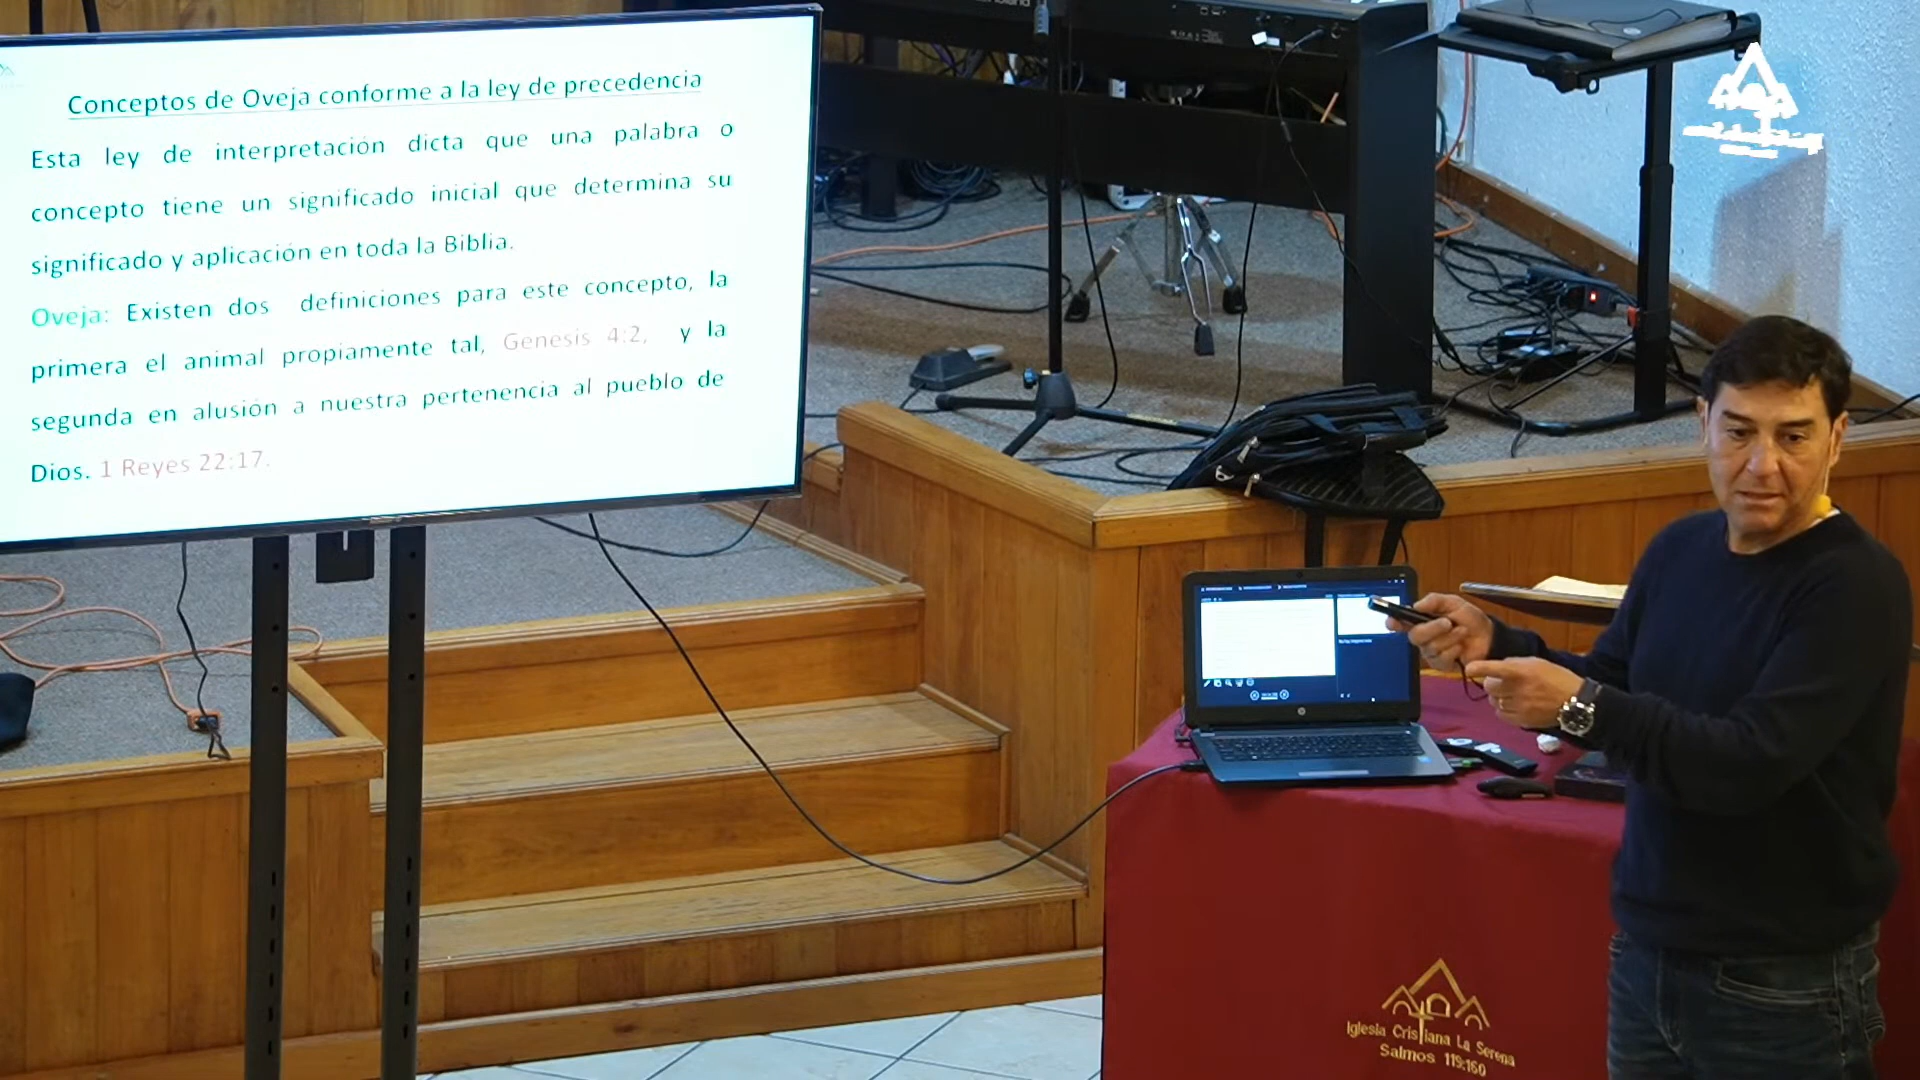 Conceptos de Oveja conforme a la ley de precedencia
Esta ley de interpretación dicta que una palabra o
concepto tiene un significado inicial que determina su
significado y aplicación en toda la Biblia.
Oveja: Existen dos definiciones para este concepto, la
primera el animal propiamente tal, Genesis 4:2, y la
segunda en alusión a nuestra pertenencia al pueblo de
Dios. 1 Reyes 22:17.
Iglesia Cristiana La Serena
Salmos 119:160